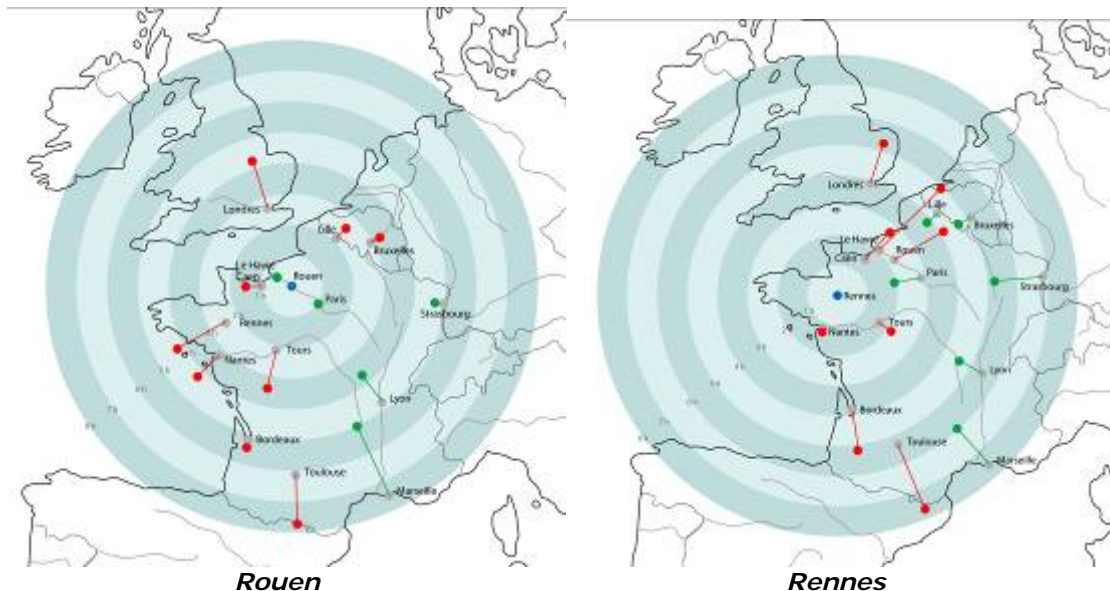 Londres
Lille
Bruxelles
Le Havre
Caen
Rouen
Paris
Strasbourg
Rennes
Nantes
Tours
Lyon
Bordeaux
Toulouse
Marseille
Rouen
Londres
Lille
Bruxelles
Le Havre
Rouen
Caen
Paris
Strasbourg
Rennes
Nantes
Tours
Lyon
Bordeaux
Toulouse
Marseille
Rennes